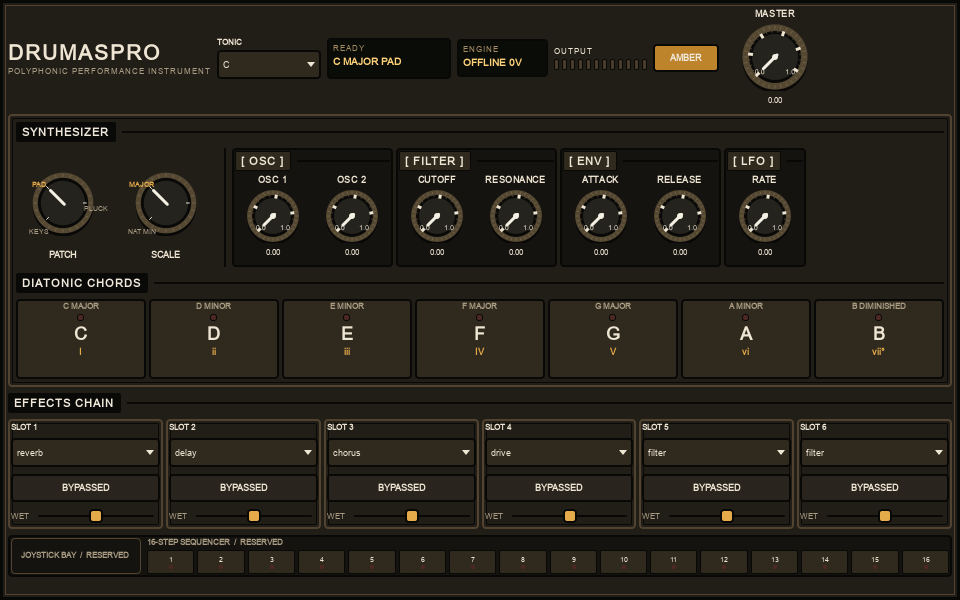 DRUMASPRO
POLYPHONIC PERFORMANCE INSTRUMENT
TONIC
C
READY
C MAJOR PAD
ENGINE
OFFLINE 0V
OUTPUT
AMBER
MASTER
0.0 1.0
0.00
SYNTHESIZER
PAD
PLUCK
KEYS
PATCH
MAJOR
NAT MIN
SCALE
[ OSC ]
OSC 1
0.0 1.0
0.00
OSC 2
0.0 1.0
0.00
[ FILTER ]
CUTOFF
0.0 1.0
0.00
RESONANCE
0.0 1.0
0.00
[ ENV ]
ATTACK
0.0 1.0
0.00
RELEASE
0.0 1.0
0.00
[ LFO ]
RATE
0.0 1.0
0.00
DIATONIC CHORDS
C MAJOR
C
I
D MINOR
D
ii
E MINOR
E
iii
F MAJOR
F
IV
G MAJOR
G
V
A MINOR
A
vi
B DIMINISHED
B
vii°
EFFECTS CHAIN
SLOT 1
reverb
BYPASSED
WET
SLOT 2
delay
BYPASSED
WET
SLOT 3
chorus
BYPASSED
WET
SLOT 4
drive
BYPASSED
WET
SLOT 5
filter
BYPASSED
WET
SLOT 6
filter
BYPASSED
WET
JOYSTICK BAY / RESERVED
16-STEP SEQUENCER / RESERVED
1 2 3 4 5 6 7 8 9 10 11 12 13 14 15 16